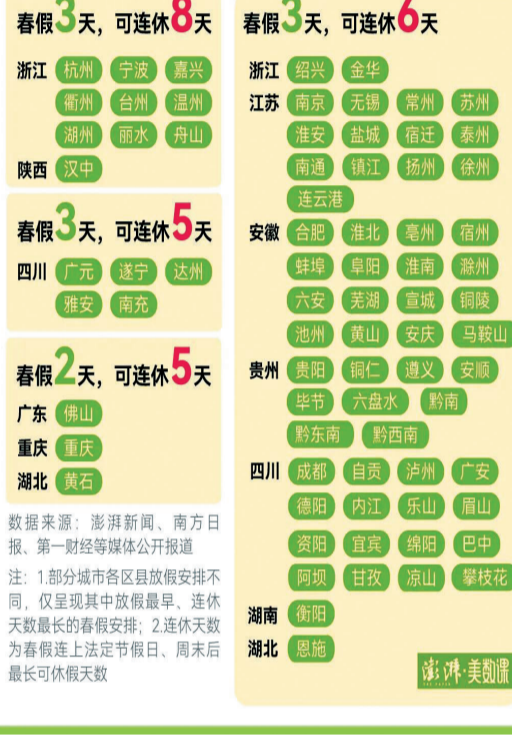 春假3天，可连休8天
浙江 杭州 宁波 嘉兴
衢州 台州 温州
湖州 丽水 舟山
陕西 汉中
春假3天，可连休5天
四川 广元 遂宁 达州
雅安 南充
春假2天，可连休5天
广东 佛山
重庆 重庆
湖北 黄石
数据来源：澎湃新闻、南方日
报、第一财经等媒体公开报道
注：1.部分城市各区县放假安排不
同，仅呈现其中放假最早、连休
天数最长的春假安排；2.连休天数
为春假连上法定节假日、周末后
最长可休假天数
春假3天，可连休6天
浙江 绍兴 金华
江苏 南京 无锡 常州 苏州
淮安 盐城 宿迁 泰州
南通 镇江 扬州 徐州
连云港
安徽 合肥 淮北 亳州 宿州
蚌埠 阜阳 淮南 滁州
六安 芜湖 宣城 铜陵
池州 黄山 安庆 马鞍山
贵州 贵阳 铜仁 遵义 安顺
毕节 六盘水 黔南
黔东南 黔西南
四川 成都 自贡 泸州 广安
德阳 内江 乐山 眉山
资阳 宜宾 绵阳 巴中
阿坝 甘孜 凉山 攀枝花
湖南 衡阳
湖北 恩施
澎湃·美数课